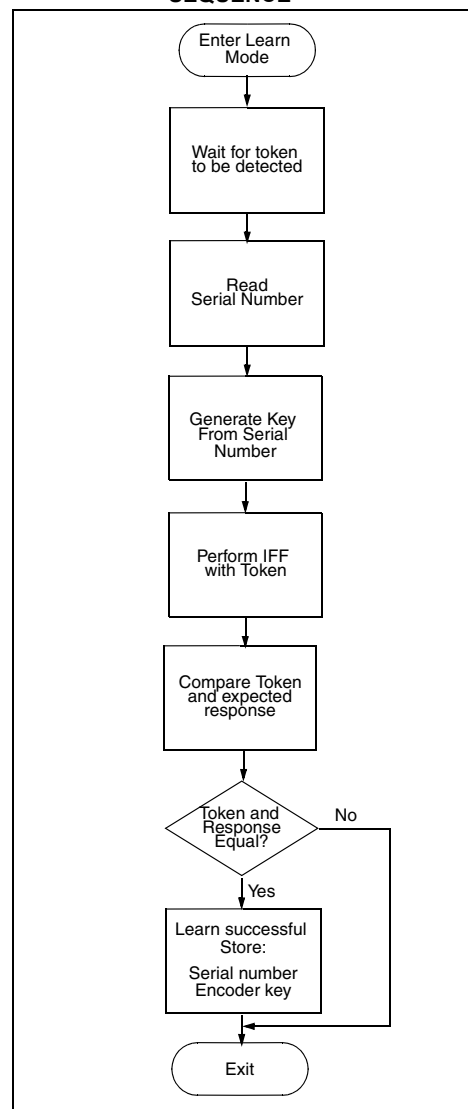 SEQUENCE
Enter Learn
Mode
Wait for token
to be detected
Read
Serial Number
Generate Key
From Serial
Number
Perform IFF
with Token
Compare Token
and expected
response
Token and
Response
Equal?
No
Yes
Learn successful
Store:
Serial number
Encoder key
Exit